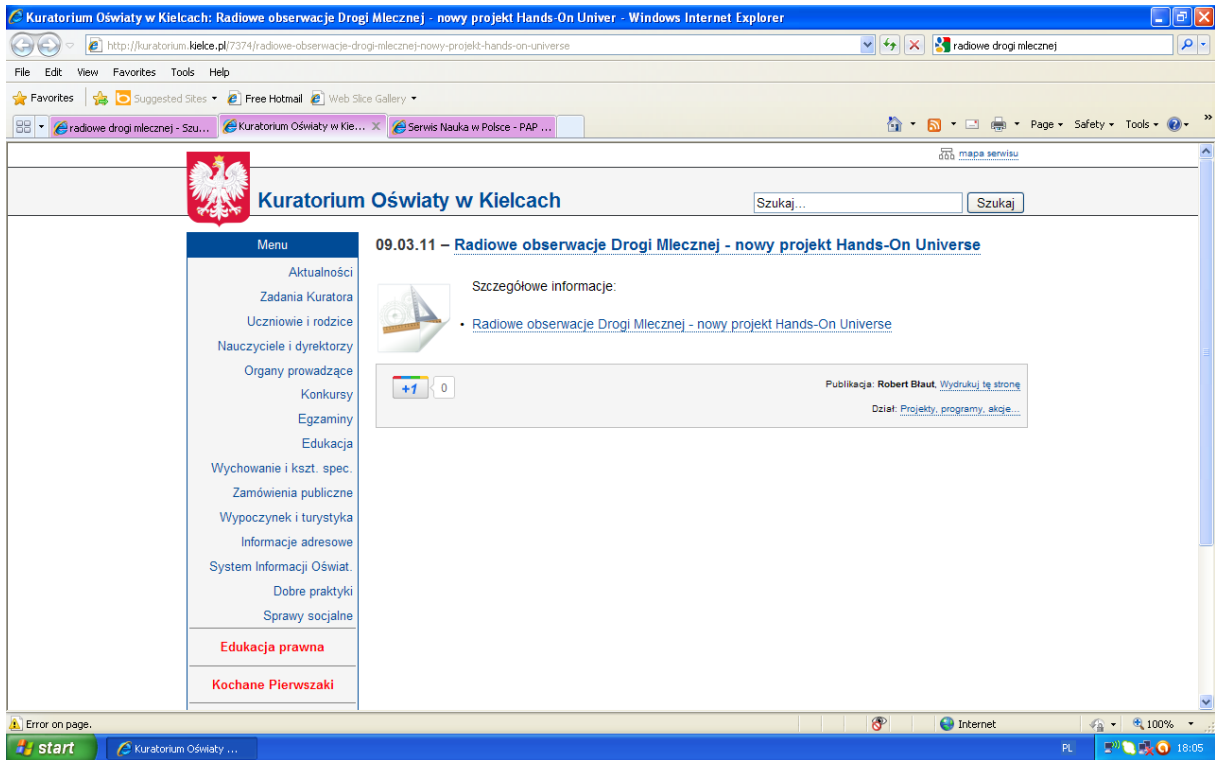 Kuratorium Oświaty w Kielcach: Radiowe obserwacje Drogi Mlecznej - nowy projekt Hands-On Univer - Windows Internet Explorer
http://kuratorium.kielce.pl/7374/radiowe-obserwacje-drogi-mlecznej-nowy-projekt-hands-on-universe
radiowe drogi mlecznej
File Edit View Favorites Tools Help
Favorites Suggested Sites Free Hotmail Web Slice Gallery
radiowe drogi mlecznej - Szu... Kuratorium Oświaty w Kie... Serwis Nauka w Polsce - PAP ... Page Safety Tools »
mapa serwisu
Kuratorium Oświaty w Kielcach
Szukaj... Szukaj
Menu
Aktualności
Zadania Kuratora
Uczniowie i rodzice
Nauczyciele i dyrektorzy
Organy prowadzące
Konkursy
Egzaminy
Edukacja
Wychowanie i kszt. spec.
Zamówienia publiczne
Wypoczynek i turystyka
Informacje adresowe
System Informacji Oświat.
Dobre praktyki
Sprawy socjalne
Edukacja prawna
Kochane Pierwszaki
09.03.11 – Radiowe obserwacje Drogi Mlecznej - nowy projekt Hands-On Universe
Szczegółowe informacje:
• Radiowe obserwacje Drogi Mlecznej - nowy projekt Hands-On Universe
+1 0
Publikacja: Robert Błaut, Wydrukuj tę stronę
Dział: Projekty, programy, akcje...
Error on page. Internet 100%
start Kuratorium Oświaty ... PL 18:05